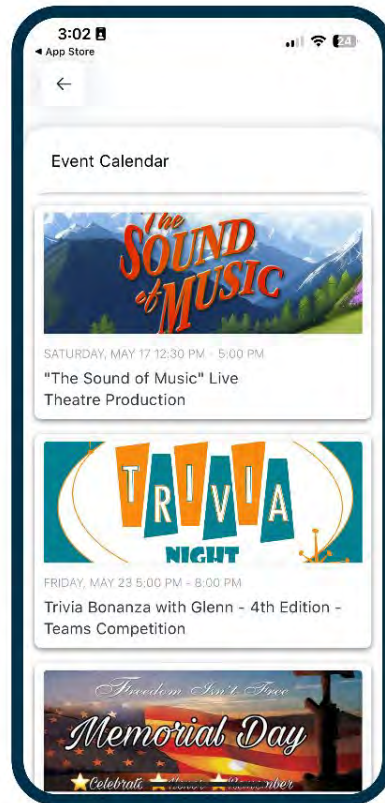 3:02
◀ App Store
24
Event Calendar
The
SOUND
of MUSIC
SATURDAY, MAY 17 12:30 PM - 5:00 PM
"The Sound of Music" Live
Theatre Production
TRIVIA
NIGHT
FRIDAY, MAY 23 5:00 PM - 8:00 PM
Trivia Bonanza with Glenn - 4th Edition -
Teams Competition
Freedom Isn't Free
Memorial Day
Celebrate Honor Remember